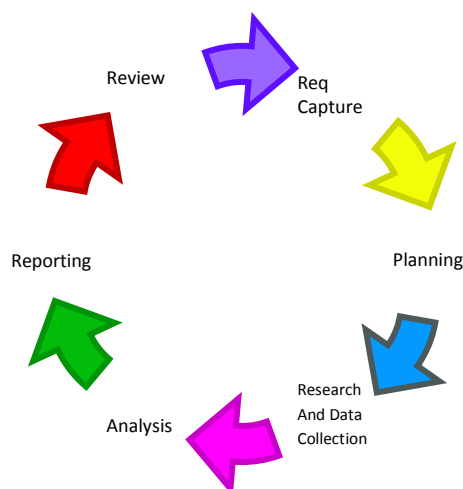 Review
Req
Capture
Reporting
Planning
Research
And Data
Collection
Analysis